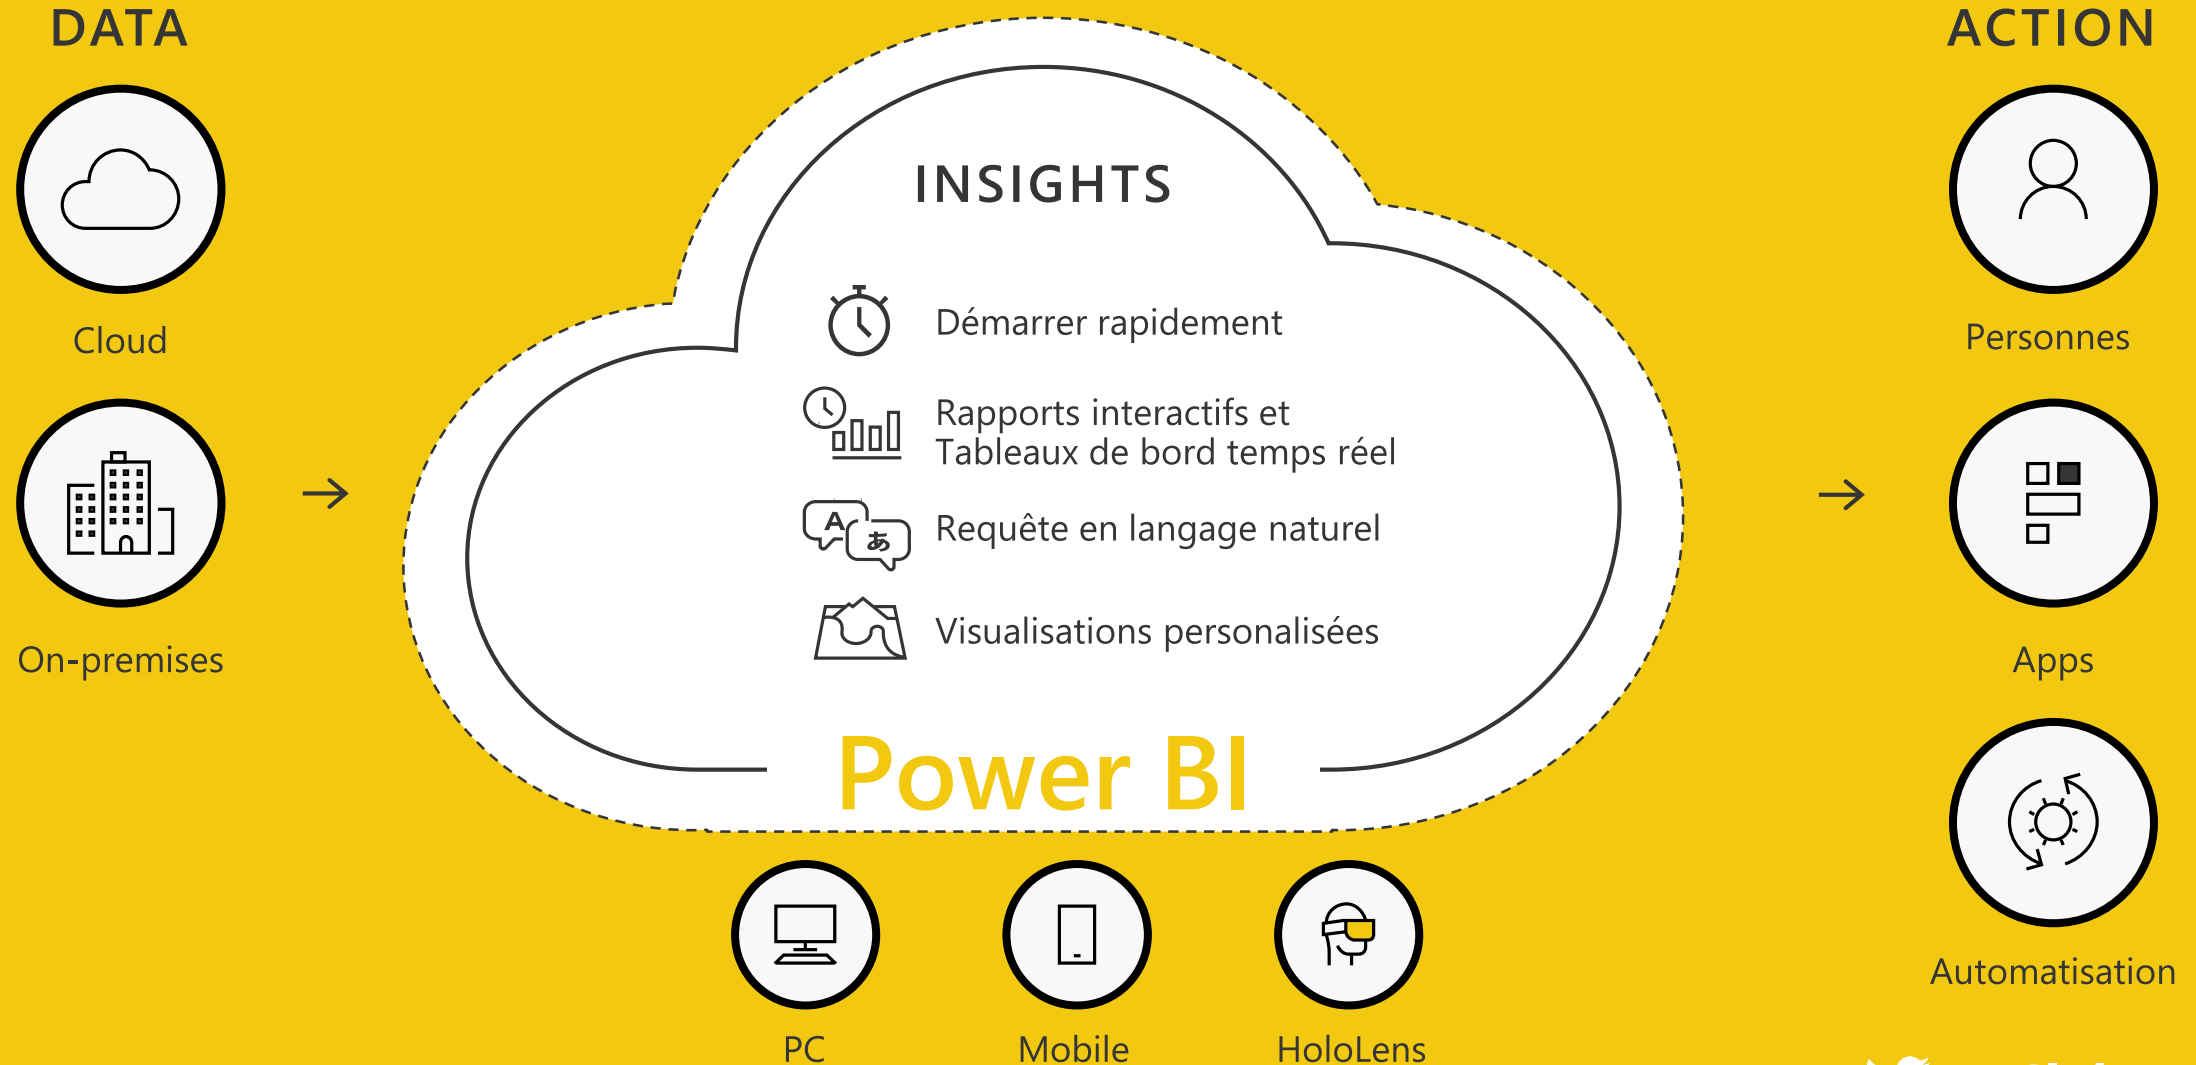 DATA
Cloud
On-premises
INSIGHTS
Démarrer rapidement
Rapports interactifs et
Tableaux de bord temps réel
A
あ
Requête en langage naturel
Visualisations personalisées
Power BI
PC
Mobile
HoloLens
ACTION
Personnes
Apps
Automatisation